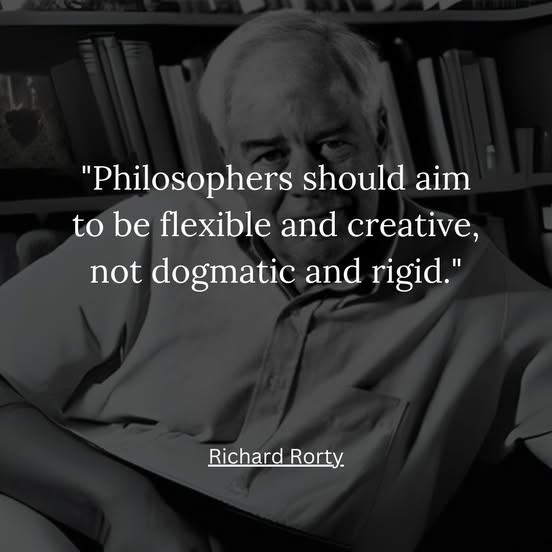 "Philosophers should aim
to be flexible and creative,
not dogmatic and rigid."
Richard Rorty